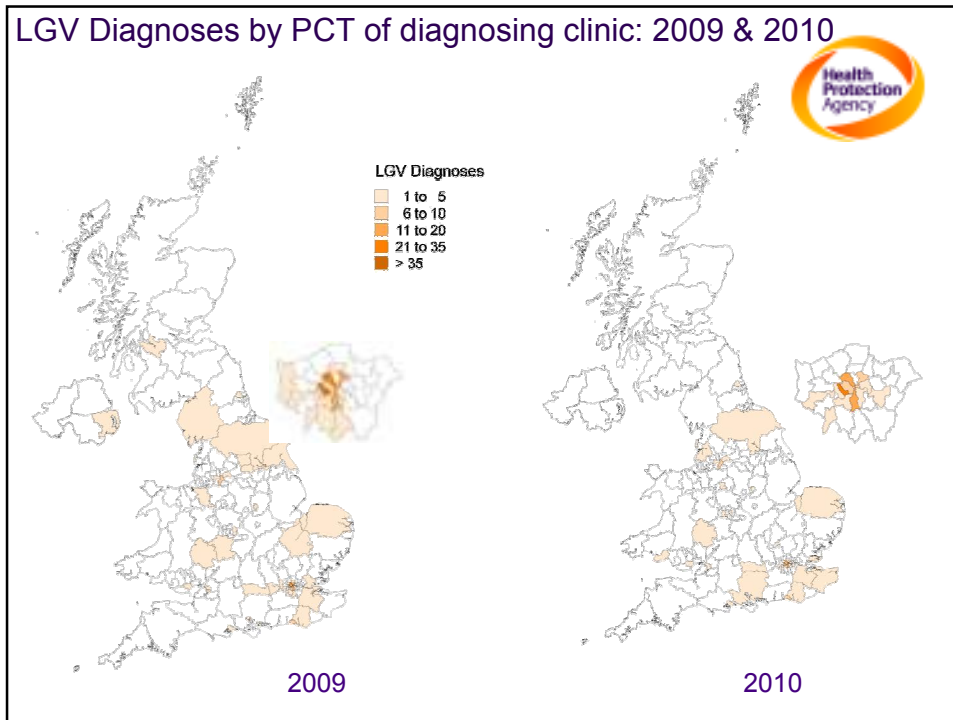 LGV Diagnoses by PCT of diagnosing clinic: 2009 & 2010
Health
Protection
Agency
LGV Diagnoses
1 to 5
6 to 10
11 to 20
21 to 35
> 35
2009
2010